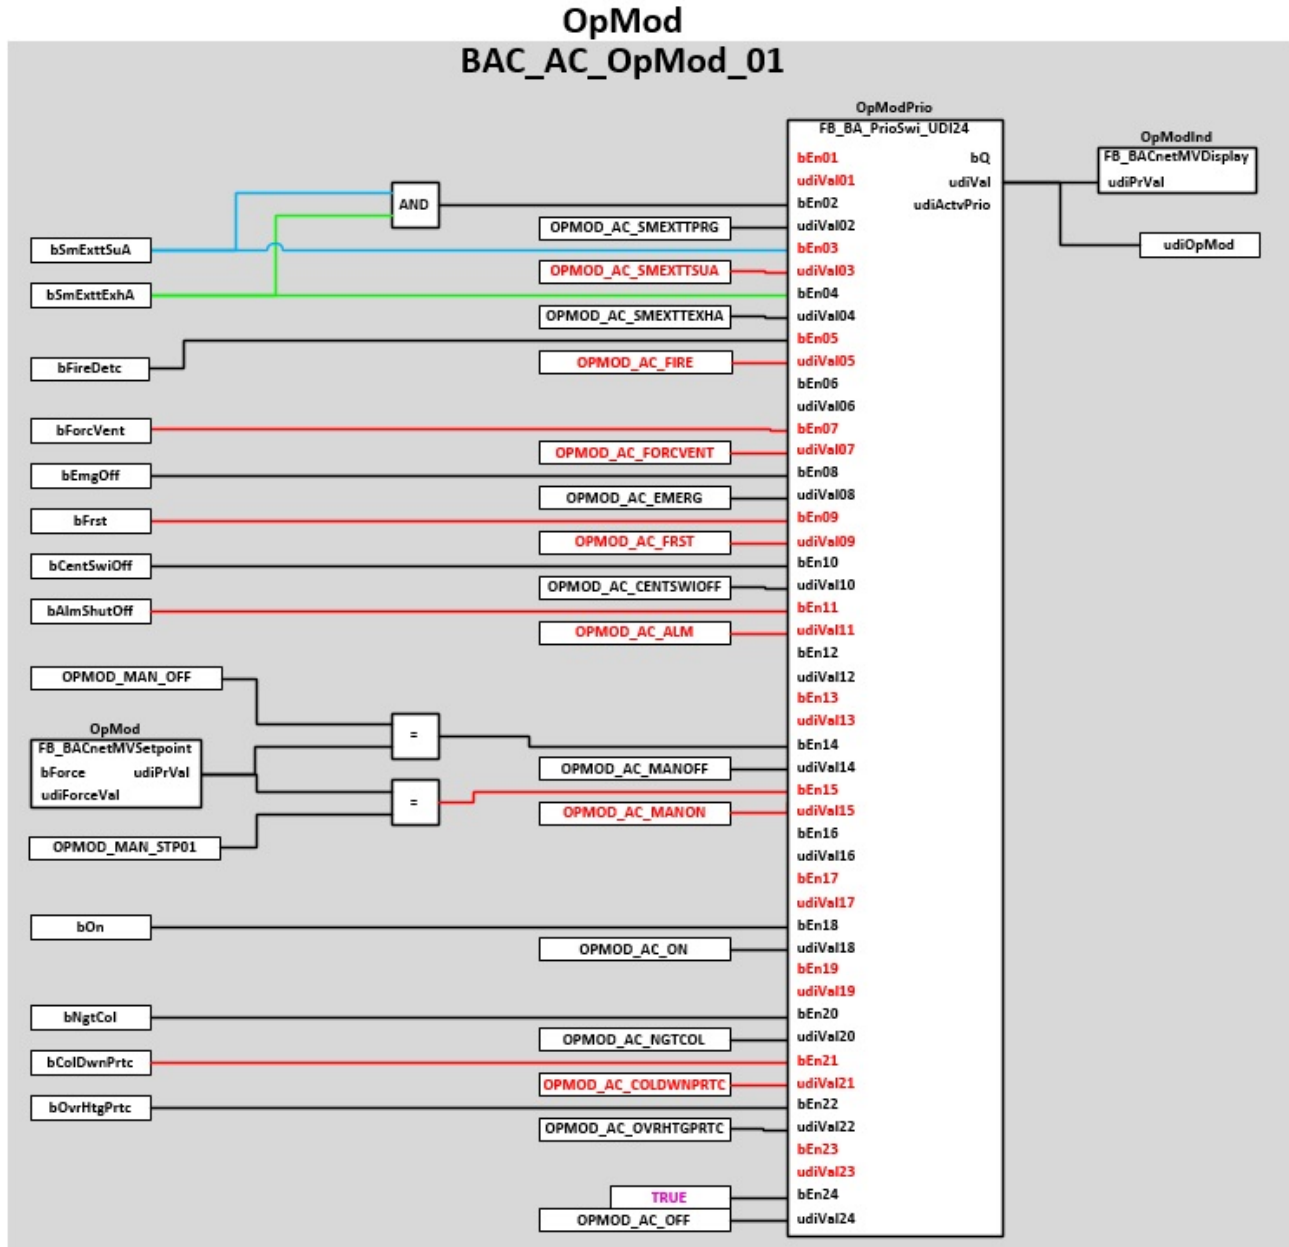 OpMod
BAC_AC_OpMod_01
OpModPrio
FB_BA_PrioSwi_UDI24
OpModInd
FB_BACnetMVDisplay
udiPrVal
udiOpMod
bEn01 bQ
udiVal01 udiVal
AND bEn02 udiActvPrio
OPMOD_AC_SMEXTTPRG udiVal02
bSmExttSuA bEn03
OPMOD_AC_SMEXTTSUA udiVal03
bSmExttExhA bEn04
OPMOD_AC_SMEXTTEXHA udiVal04
bEn05
bFireDetc OPMOD_AC_FIRE udiVal05
bEn06
udiVal06
bForcVent bEn07
OPMOD_AC_FORCVENT udiVal07
bEmgOff bEn08
OPMOD_AC_EMERG udiVal08
bFrst bEn09
OPMOD_AC_FRST udiVal09
bCentSwiOff bEn10
OPMOD_AC_CENTSWIOFF udiVal10
bAlmShutOff bEn11
OPMOD_AC_ALM udiVal11
bEn12
OPMOD_MAN_OFF udiVal12
bEn13
OpMod udiVal13
FB_BACnetMVSetpoint = bEn14
bForce udiPrVal OPMOD_AC_MANOFF udiVal14
udiForceVal = bEn15
OPMOD_AC_MANON udiVal15
bEn16
OPMOD_MAN_STP01 udiVal16
bEn17
udiVal17
bOn bEn18
OPMOD_AC_ON udiVal18
bEn19
udiVal19
bNgtCol bEn20
OPMOD_AC_NGTCOL udiVal20
bColDwnPrtc bEn21
OPMOD_AC_COLDWNPRTC udiVal21
bOvrHtgPrtc bEn22
OPMOD_AC_OVRHTGPRTC udiVal22
bEn23
udiVal23
TRUE bEn24
OPMOD_AC_OFF udiVal24